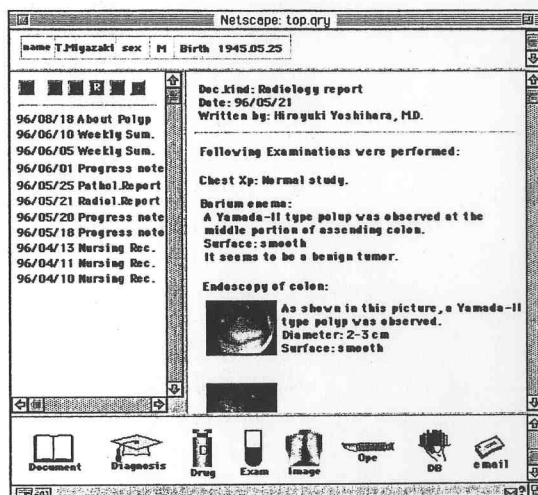 Netscape: top.qry
name T.Miyazaki sex M Birth 1945.05.25
R
96/08/18 About Polyp
96/06/10 Weekly Sum.
96/06/05 Weekly Sum.
96/06/01 Progress note
96/05/25 Pathol.Report
96/05/21 Radiol.Report
96/05/20 Progress note
96/05/18 Progress note
96/04/13 Nursing Rec.
96/04/11 Nursing Rec.
96/04/10 Nursing Rec.
Doc.kind: Radiology report
Date: 96/05/21
Written by: Hiroyuki Yoshihara, M.D.
Following Examinations were performed:
Chest Xp: Normal study.
Barium enema:
A Yamada-II type polyp was observed at the
middle portion of assending colon.
Surface: smooth
It seems to be a benign tumor.
Endoscopy of colon:
As shown in this picture, a Yamada-II
type polyp was observed.
Diameter: 2-3 cm
Surface: smooth
Document Diagnosis Drug Exam Image Ope DB email